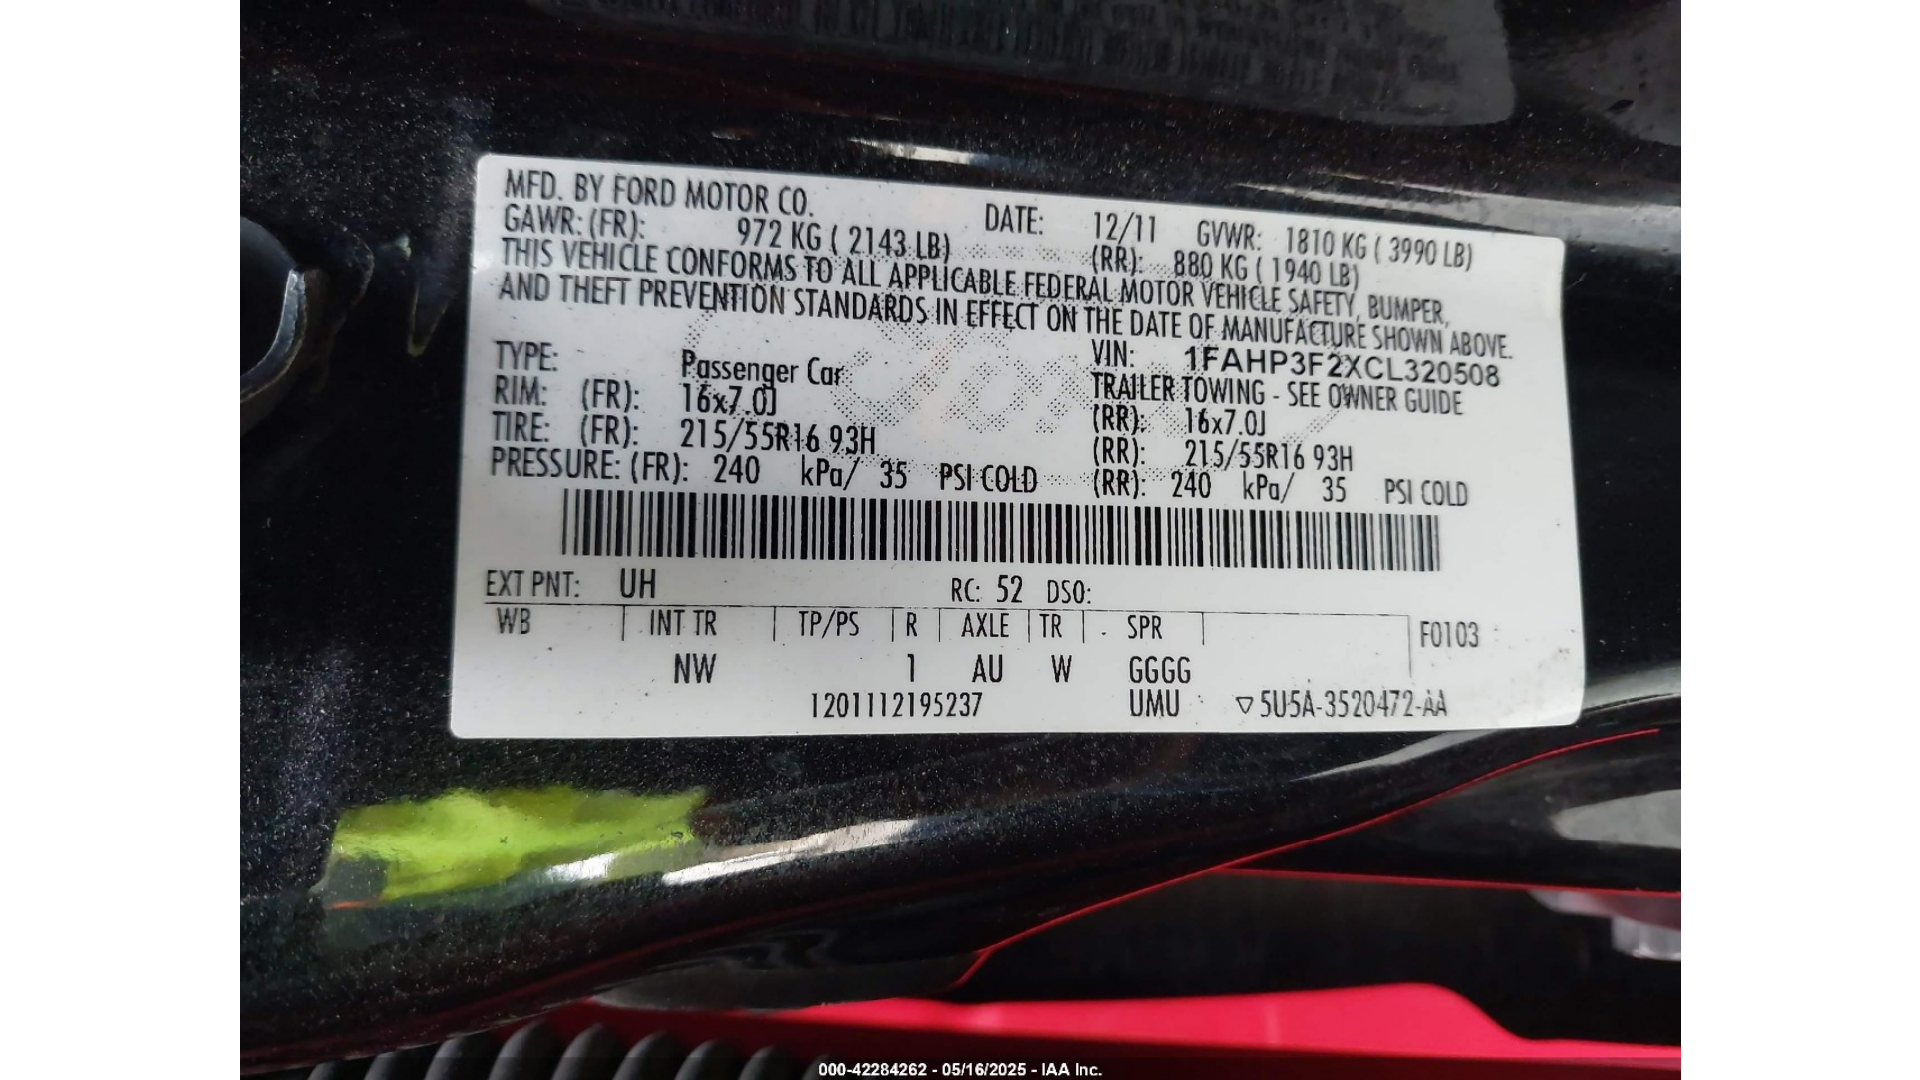 MFD. BY FORD MOTOR CO. DATE: 12/11 GVWR: 1810 KG ( 3990 LB)
GAWR: (FR): 972 KG ( 2143 LB) (RR): 880 KG ( 1940 LB)
THIS VEHICLE CONFORMS TO ALL APPLICABLE FEDERAL MOTOR VEHICLE SAFETY, BUMPER,
AND THEFT PREVENTION STANDARDS IN EFFECT ON THE DATE OF MANUFACTURE SHOWN ABOVE.
VIN: 1FAHP3F2XCL320508
TYPE: Passenger Car TRAILER TOWING - SEE OWNER GUIDE
RIM: (FR): 16x7.0J (RR): 16x7.0J
TIRE: (FR): 215/55R16 93H (RR): 215/55R16 93H
PRESSURE: (FR): 240 kPa/ 35 PSI COLD (RR): 240 kPa/ 35 PSI COLD
EXT PNT: UH RC: 52 DSO:
WB INT TR TP/PS R AXLE TR SPR F0103
NW 1 AU W GGGG
1201112195237 UMU ▽5U5A-3520472-AA
000-42284262 - 05/16/2025 - IAA Inc.